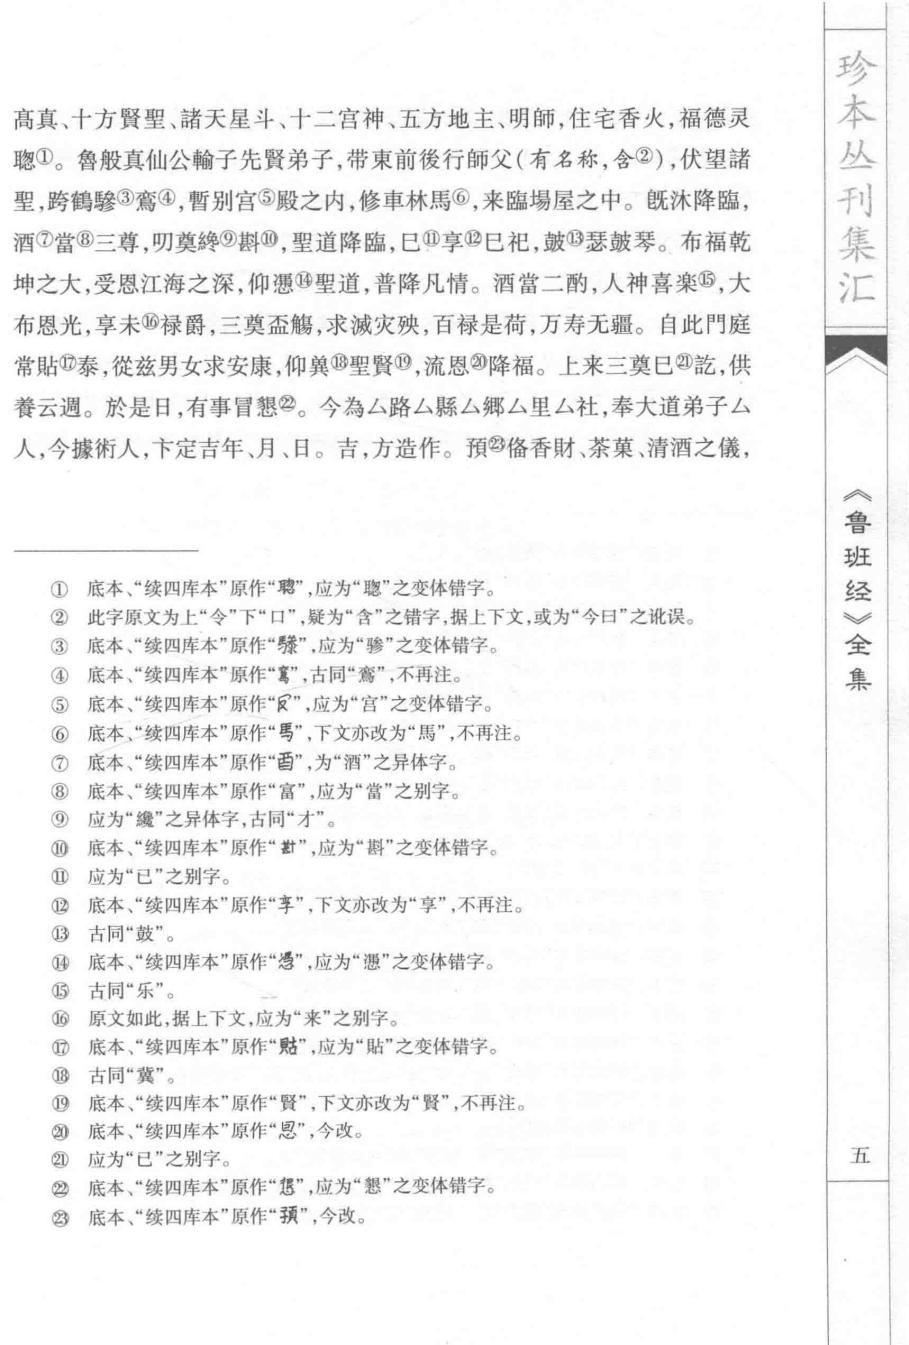 髙真、十方賢聖、諸天星斗、十二宫神、五方地主、明師,住宅香火,福德灵
聰①。魯般真仙公輸子先賢弟子,带東前後行師父(有名称,含②),伏望諸
聖,跨鶴驂③鸞④,暫别宫⑤殿之内,修車林馬⑥,来臨場屋之中。旣沐降臨,
酒⑦當⑧三尊,叨奠纔⑨斟⑩,聖道降臨,巳⑪享⑫巳祀,皷⑬瑟皷琴。布福乾
坤之大,受恩江海之深,仰憑⑭聖道,普降凡情。酒當二酌,人神喜楽⑮,大
布恩光,享未⑯禄爵,三奠盃觴,求滅灾殃,百禄是荷,万寿无疆。自此門庭
常貼⑰泰,從兹男女求安康,仰兾⑱聖賢⑲,流恩⑳降福。上来三奠巳㉑訖,供
養云週。於是日,有事冒懇㉒。今為厶路厶縣厶郷厶里厶社,奉大道弟子厶
人,今據術人,卞定吉年、月、日。吉,方造作。預㉓俻香財、茶菓、清酒之儀,
① 底本、“续四库本”原作“”,应为“聰”之变体错字。
② 此字原文为上“令”下“口”,疑为“含”之错字,据上下文,或为“今曰”之讹误。
③ 底本、“续四库本”原作“”,应为“骖”之变体错字。
④ 底本、“续四库本”原作“”,古同“鸞”,不再注。
⑤ 底本、“续四库本”原作“”,应为“宫”之变体错字。
⑥ 底本、“续四库本”原作“”,下文亦改为“馬”,不再注。
⑦ 底本、“续四库本”原作“”,为“酒”之异体字。
⑧ 底本、“续四库本”原作“富”,应为“當”之别字。
⑨ 应为“纔”之异体字,古同“才”。
⑩ 底本、“续四库本”原作“”,应为“斟”之变体错字。
⑪ 应为“已”之别字。
⑫ 底本、“续四库本”原作“”,下文亦改为“享”,不再注。
⑬ 古同“鼓”。
⑭ 底本、“续四库本”原作“”,应为“憑”之变体错字。
⑮ 古同“乐”。
⑯ 原文如此,据上下文,应为“来”之别字。
⑰ 底本、“续四库本”原作“”,应为“貼”之变体错字。
⑱ 古同“冀”。
⑲ 底本、“续四库本”原作“賢”,下文亦改为“賢”,不再注。
⑳ 底本、“续四库本”原作“”,今改。
㉑ 应为“已”之别字。
㉒ 底本、“续四库本”原作“”,应为“懇”之变体错字。
㉓ 底本、“续四库本”原作“”,今改。
珍本丛刊集汇
《鲁班经》全集
五